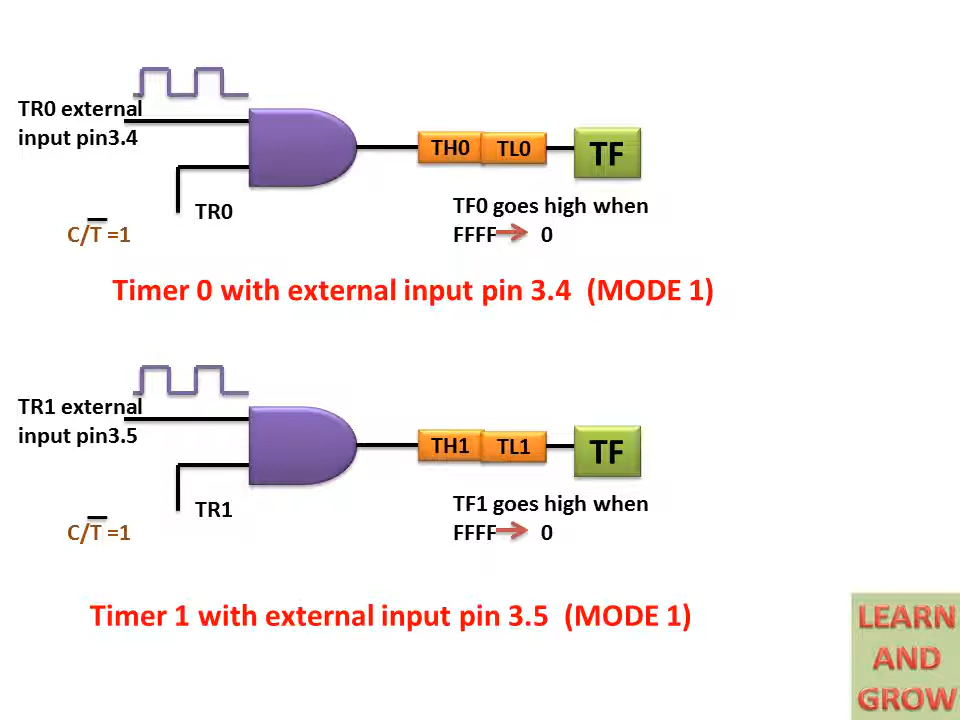 TR0 external
input pin3.4
TH0 TL0 TF
TR0
TF0 goes high when
C/T̅ =1
FFFF → 0
Timer 0 with external input pin 3.4 (MODE 1)
TR1 external
input pin3.5
TH1 TL1 TF
TR1
TF1 goes high when
C/T̅ =1
FFFF → 0
Timer 1 with external input pin 3.5 (MODE 1)
LEARN
AND
GROW